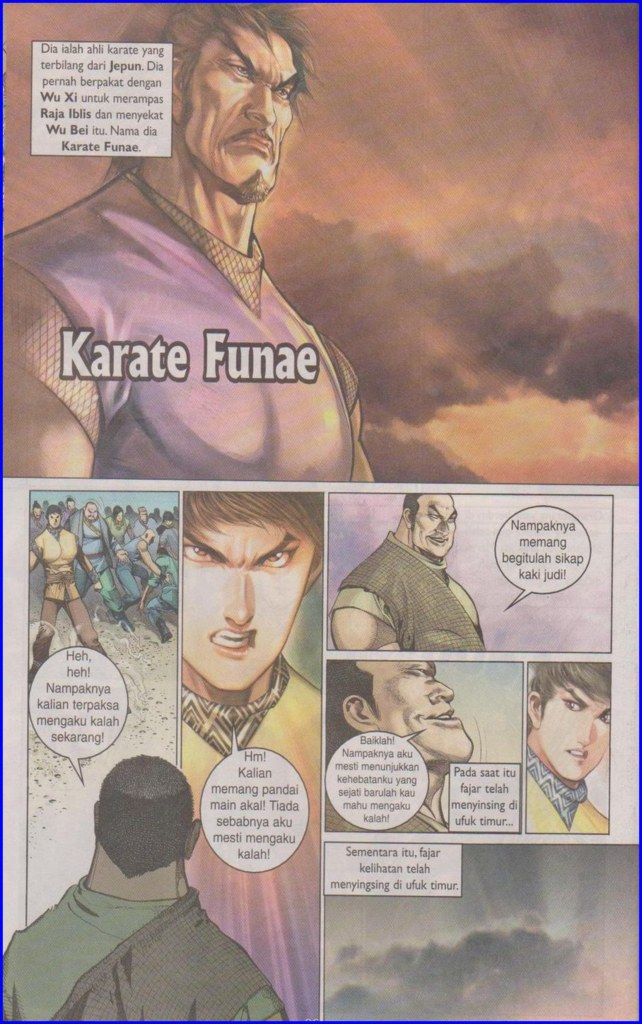 Dia ialah ahli karate yang
terbilang dari Jepun. Dia
pernah berpakat dengan
Wu Xi untuk merampas
Raja Iblis dan menyekat
Wu Bei itu. Nama dia
Karate Funae.
Karate Funae
Heh,
heh!
Nampaknya
kalian terpaksa
mengaku kalah
sekarang!
Hm!
Kalian
memang pandai
main akal! Tiada
sebabnya aku
mesti mengaku
kalah!
Nampaknya
memang
begitulah sikap
kaki judi!
Baiklah!
Nampaknya aku
mesti menunjukkan
kehebatanku yang
sejati barulah kau
mahu mengaku
kalah!
Pada saat itu
fajar telah
menyinsing di
ufuk timur...
Sementara itu, fajar
kelihatan telah
menyingsing di ufuk timur.